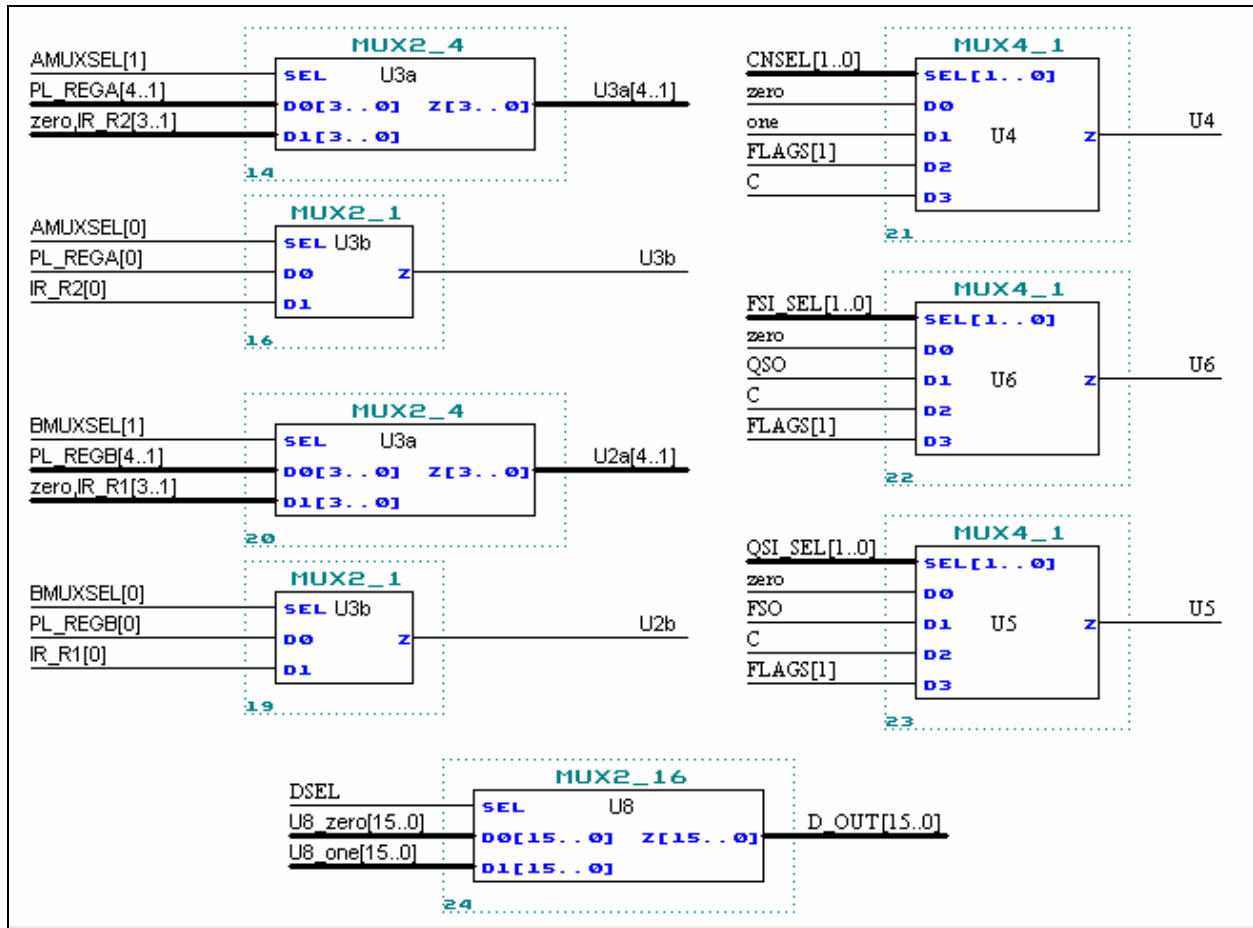 MUX2_4
AMUXSEL[1]
SEL U3a
PL_REGA[4..1]
D0[3..0] Z[3..0]
U3a[4..1]
zero,IR_R2[3..1]
D1[3..0]
14
MUX2_1
AMUXSEL[0]
SEL U3b
PL_REGA[0]
D0 Z
U3b
IR_R2[0]
D1
16
MUX2_4
BMUXSEL[1]
SEL U3a
PL_REGB[4..1]
D0[3..0] Z[3..0]
U2a[4..1]
zero,IR_R1[3..1]
D1[3..0]
20
MUX2_1
BMUXSEL[0]
SEL U3b
PL_REGB[0]
D0 Z
U2b
IR_R1[0]
D1
19
MUX4_1
CNSEL[1..0]
SEL[1..0]
zero
D0
one
D1 U4 Z
U4
FLAGS[1]
D2
C
D3
21
MUX4_1
FSI_SEL[1..0]
SEL[1..0]
zero
D0
QSO
D1 U6 Z
U6
C
D2
FLAGS[1]
D3
22
MUX4_1
QSI_SEL[1..0]
SEL[1..0]
zero
D0
FSO
D1 U5 Z
U5
C
D2
FLAGS[1]
D3
23
MUX2_16
DSEL
SEL U8
U8_zero[15..0]
D0[15..0] Z[15..0]
D_OUT[15..0]
U8_one[15..0]
D1[15..0]
24